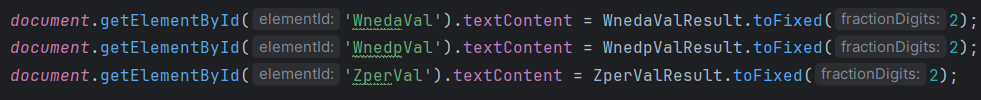 document.getElementById( elementId: 'WnedaVal').textContent = WnedaValResult.toFixed( fractionDigits: 2);
document.getElementById( elementId: 'WnedpVal').textContent = WnedpValResult.toFixed( fractionDigits: 2);
document.getElementById( elementId: 'ZperVal').textContent = ZperValResult.toFixed( fractionDigits: 2);